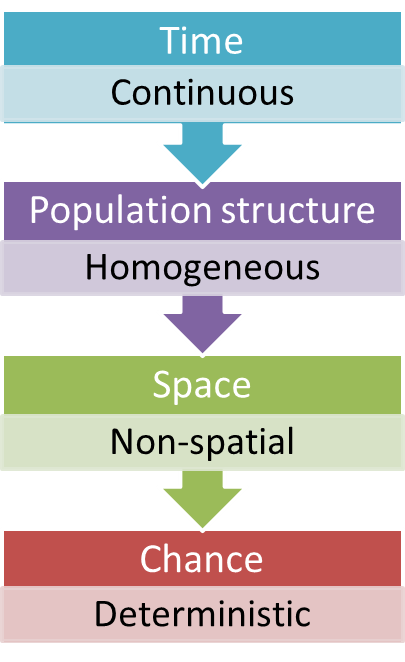 Time
Continuous
Population structure
Homogeneous
Space
Non-spatial
Chance
Deterministic